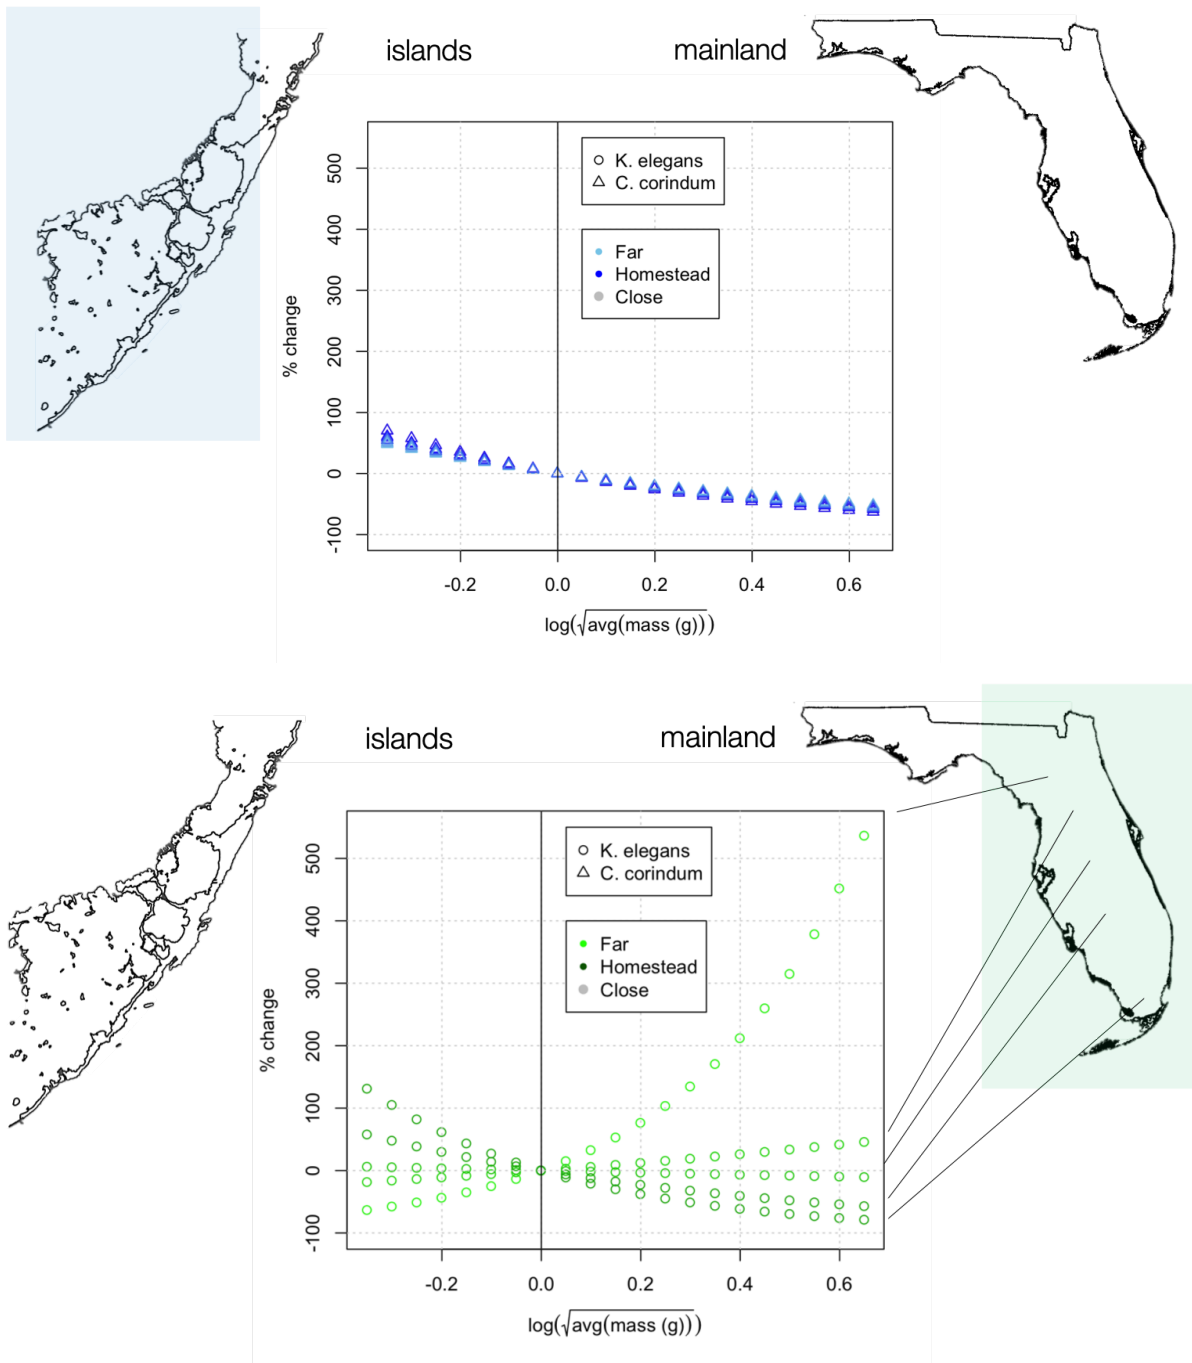 islands
mainland
500
400
300
200
100
0
-100
% change
K. elegans
C. corindum
Far
Homestead
Close
-0.2 0.0 0.2 0.4 0.6
log(√avg(mass (g)))
islands
mainland
500
400
300
200
100
0
-100
% change
K. elegans
C. corindum
Far
Homestead
Close
-0.2 0.0 0.2 0.4 0.6
log(√avg(mass (g)))